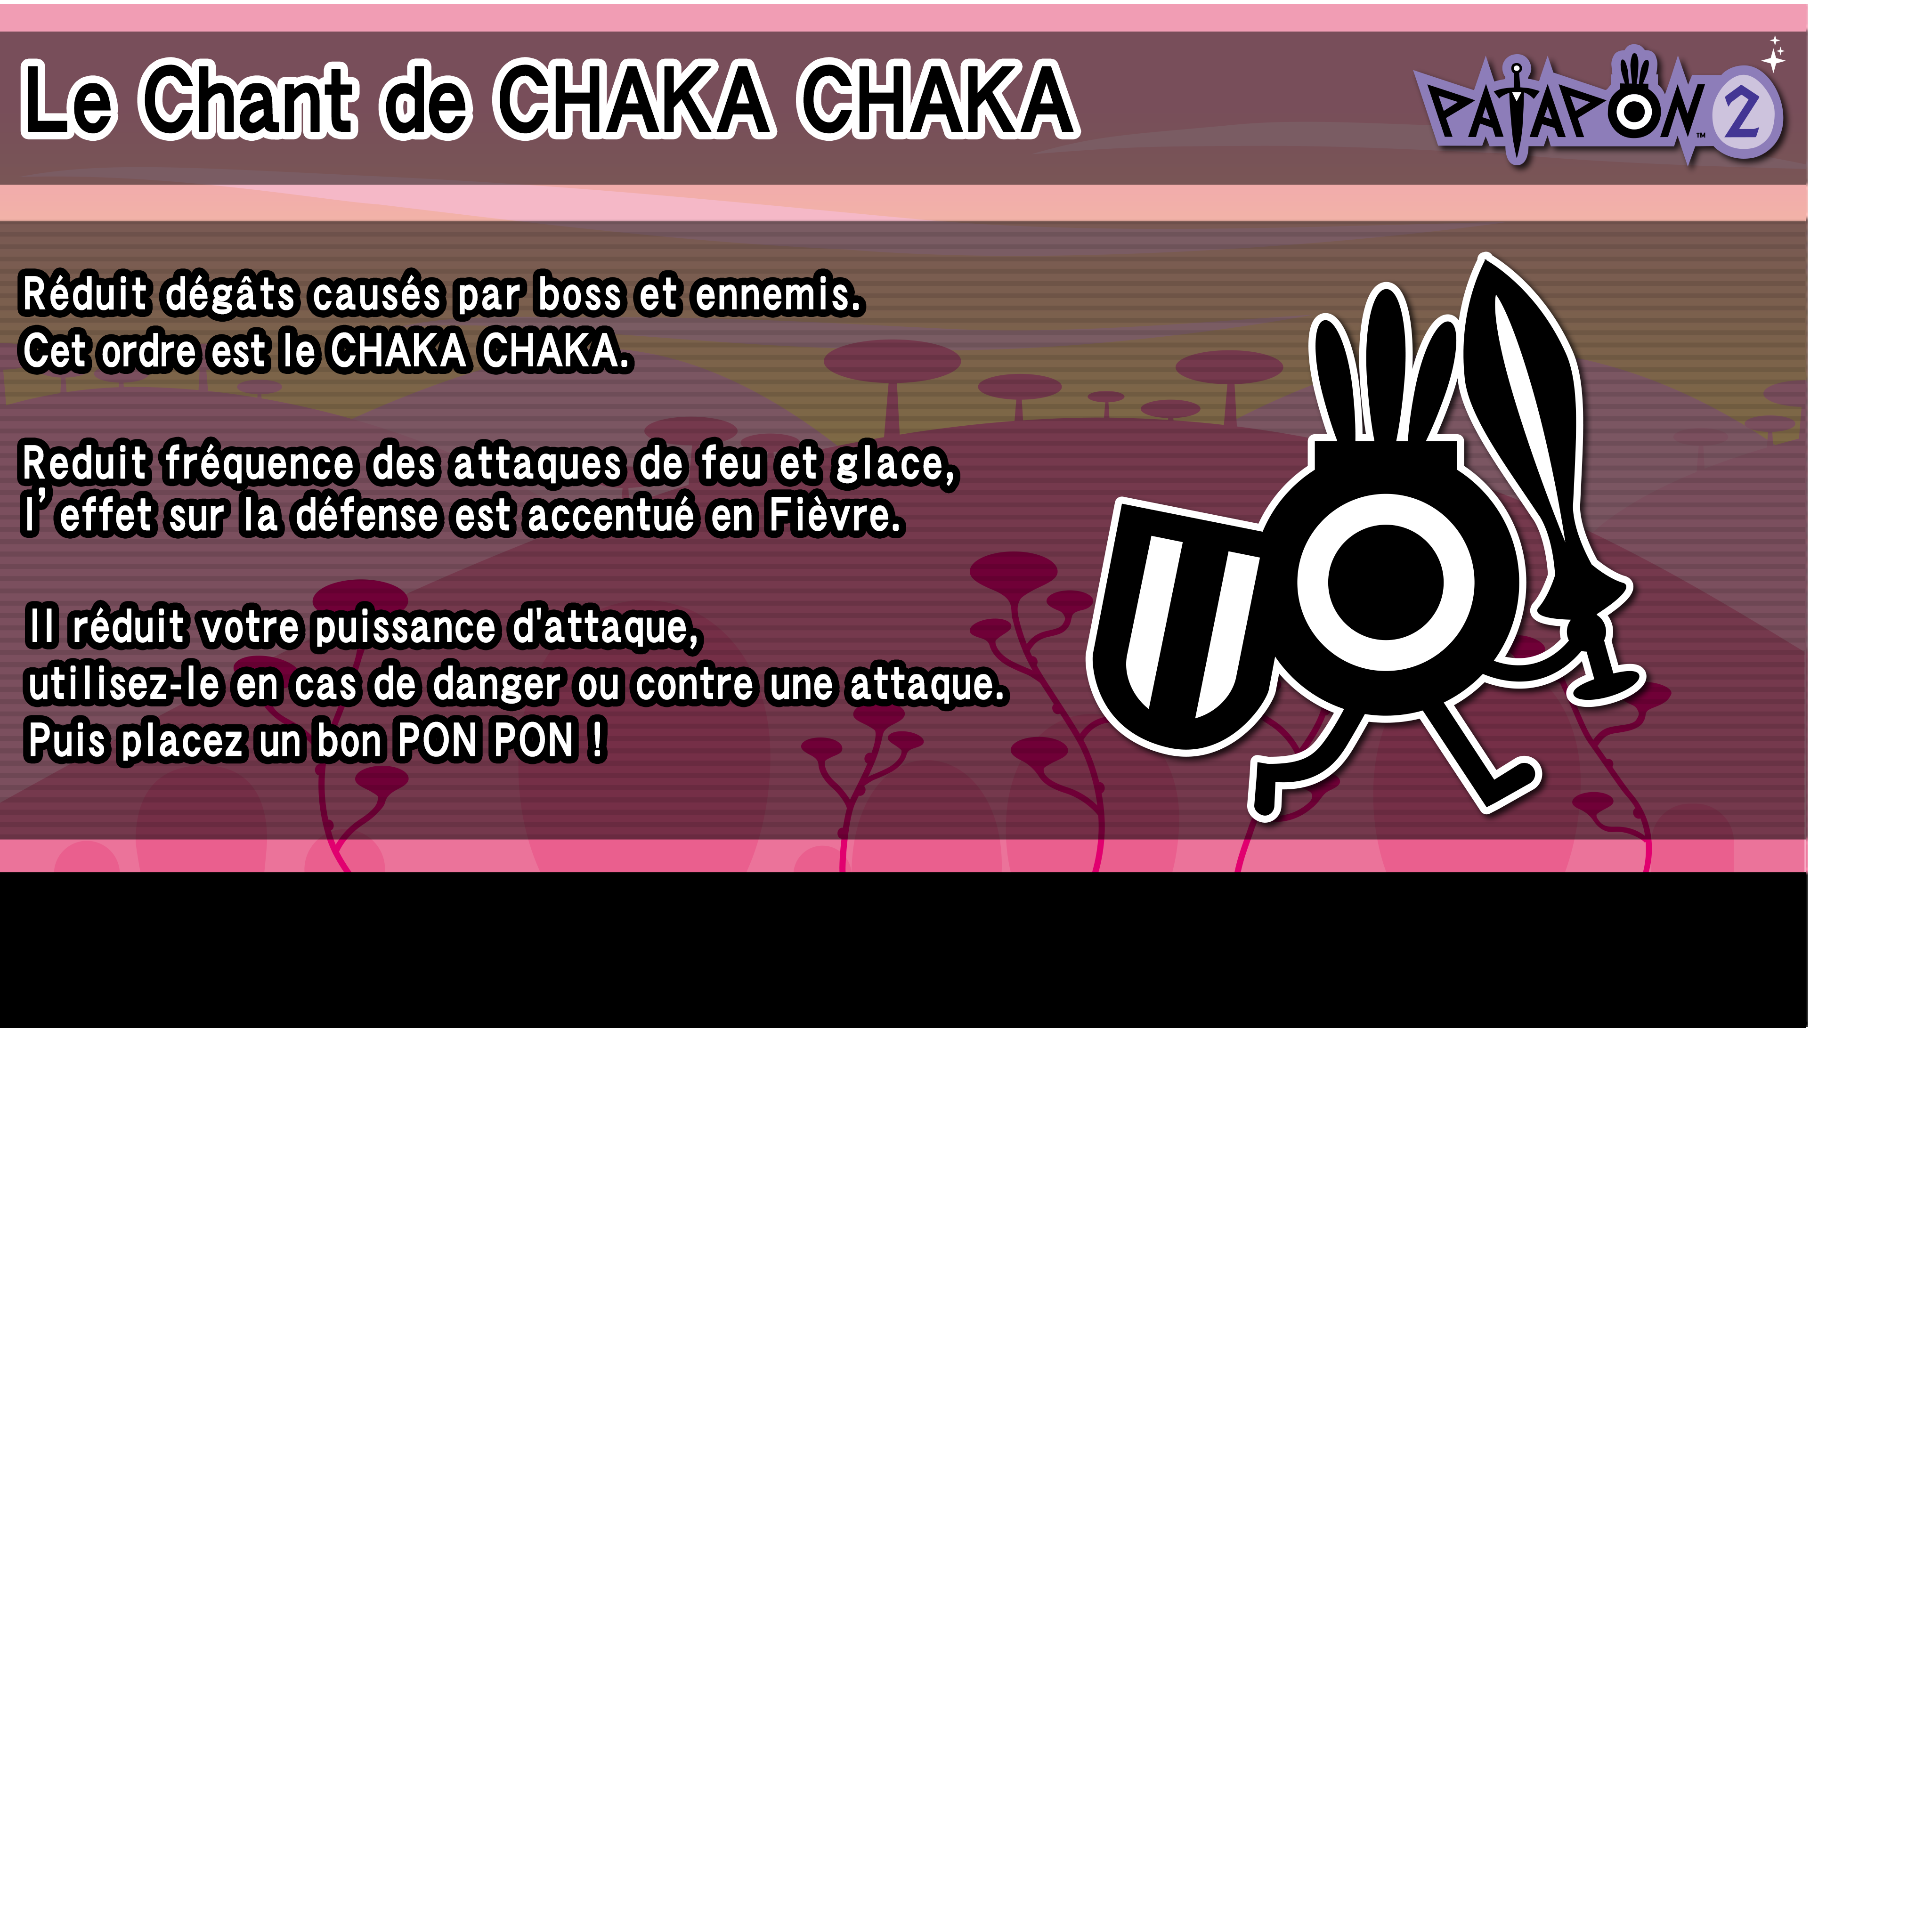 Le Chant de CHAKA CHAKA
PATAPON 2
™
Réduit dégâts causés par boss et ennemis.
Cet ordre est le CHAKA CHAKA.
Reduit fréquence des attaques de feu et glace,
l’ effet sur la défense est accentué en Fièvre.
Il réduit votre puissance d'attaque,
utilisez-le en cas de danger ou contre une attaque.
Puis placez un bon PON PON !